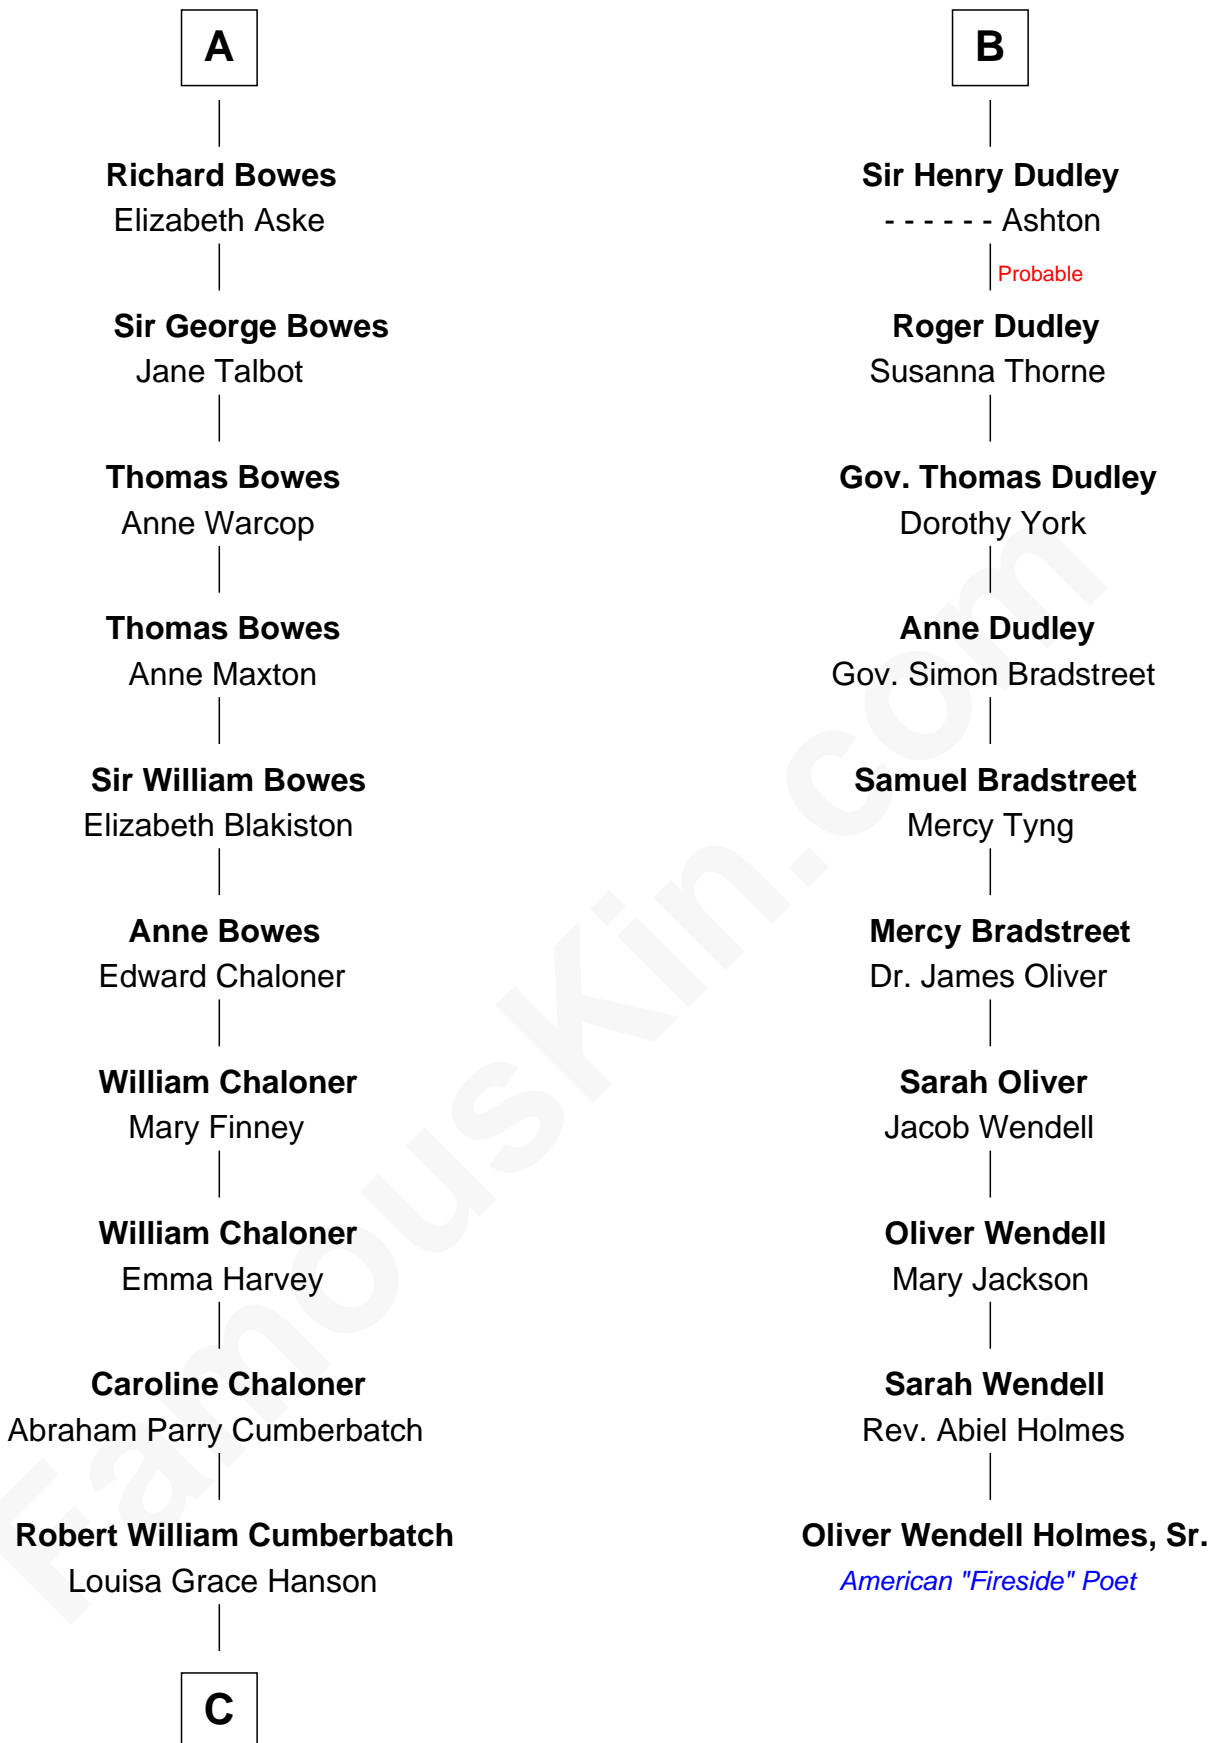 A
Richard Bowes
Elizabeth Aske
Sir George Bowes
Jane Talbot
Thomas Bowes
Anne Warcop
Thomas Bowes
Anne Maxton
Sir William Bowes
Elizabeth Blakiston
Anne Bowes
Edward Chaloner
William Chaloner
Mary Finney
William Chaloner
Emma Harvey
Caroline Chaloner
Abraham Parry Cumberbatch
Robert William Cumberbatch
Louisa Grace Hanson
C
B
Sir Henry Dudley
- - - - - - Ashton
Probable
Roger Dudley
Susanna Thorne
Gov. Thomas Dudley
Dorothy York
Anne Dudley
Gov. Simon Bradstreet
Samuel Bradstreet
Mercy Tyng
Mercy Bradstreet
Dr. James Oliver
Sarah Oliver
Jacob Wendell
Oliver Wendell
Mary Jackson
Sarah Wendell
Rev. Abiel Holmes
Oliver Wendell Holmes, Sr.
American "Fireside" Poet
FamousKin.com